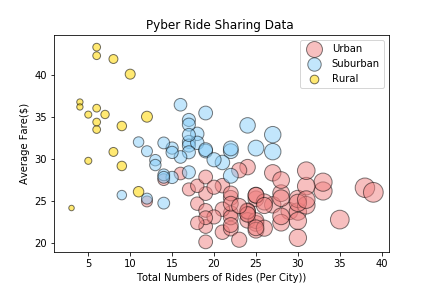 Pyber Ride Sharing Data
Urban
Suburban
Rural
40
35
30
25
20
Average Fare($)
5
10
15
20
25
30
35
40
Total Numbers of Rides (Per City))